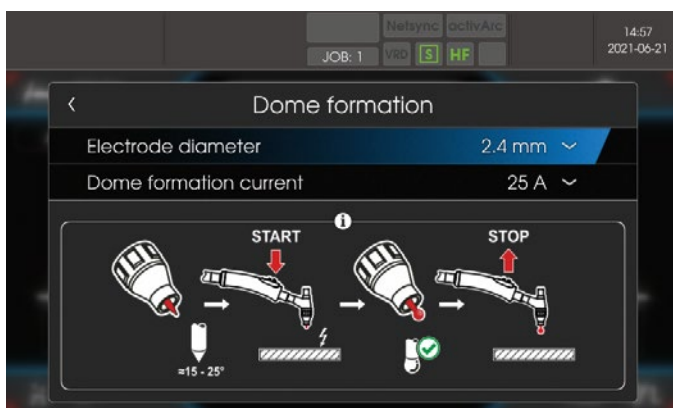 Netsync activArc
14:57
JOB: 1 VRD S HF
2021-06-21
Dome formation
Electrode diameter 2.4 mm
Dome formation current 25 A
START
STOP
≈15 - 25°